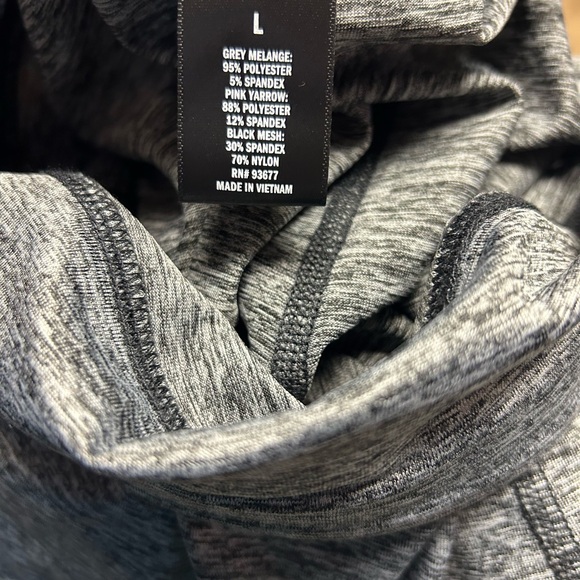 L
GREY MELANGE:
95% POLYESTER
5% SPANDEX
PINK YARROW:
88% POLYESTER
12% SPANDEX
BLACK MESH:
30% SPANDEX
70% NYLON
RN# 93677
MADE IN VIETNAM